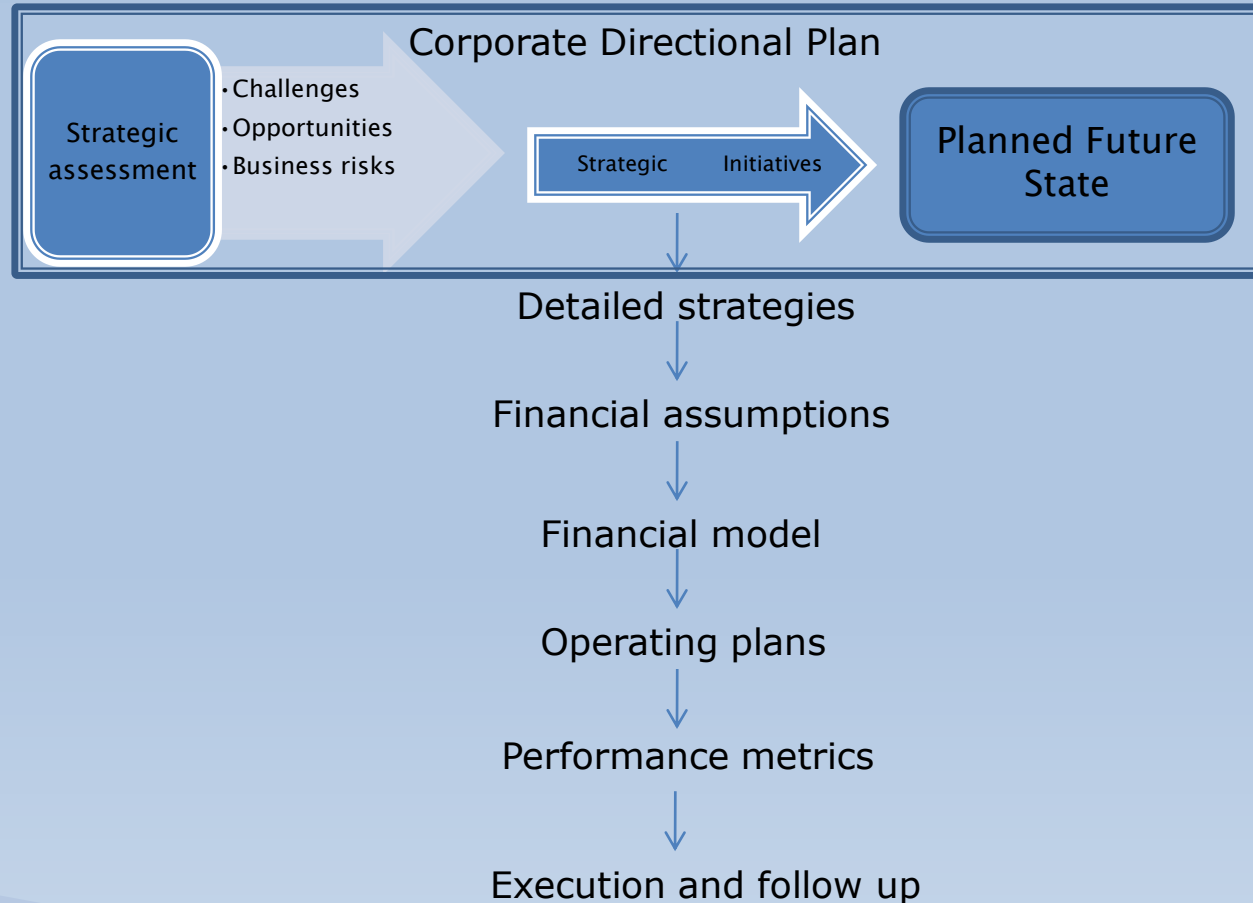 Corporate Directional Plan
Strategic
assessment
• Challenges
• Opportunities
• Business risks
Strategic Initiatives
Planned Future
State
Detailed strategies
Financial assumptions
Financial model
Operating plans
Performance metrics
Execution and follow up